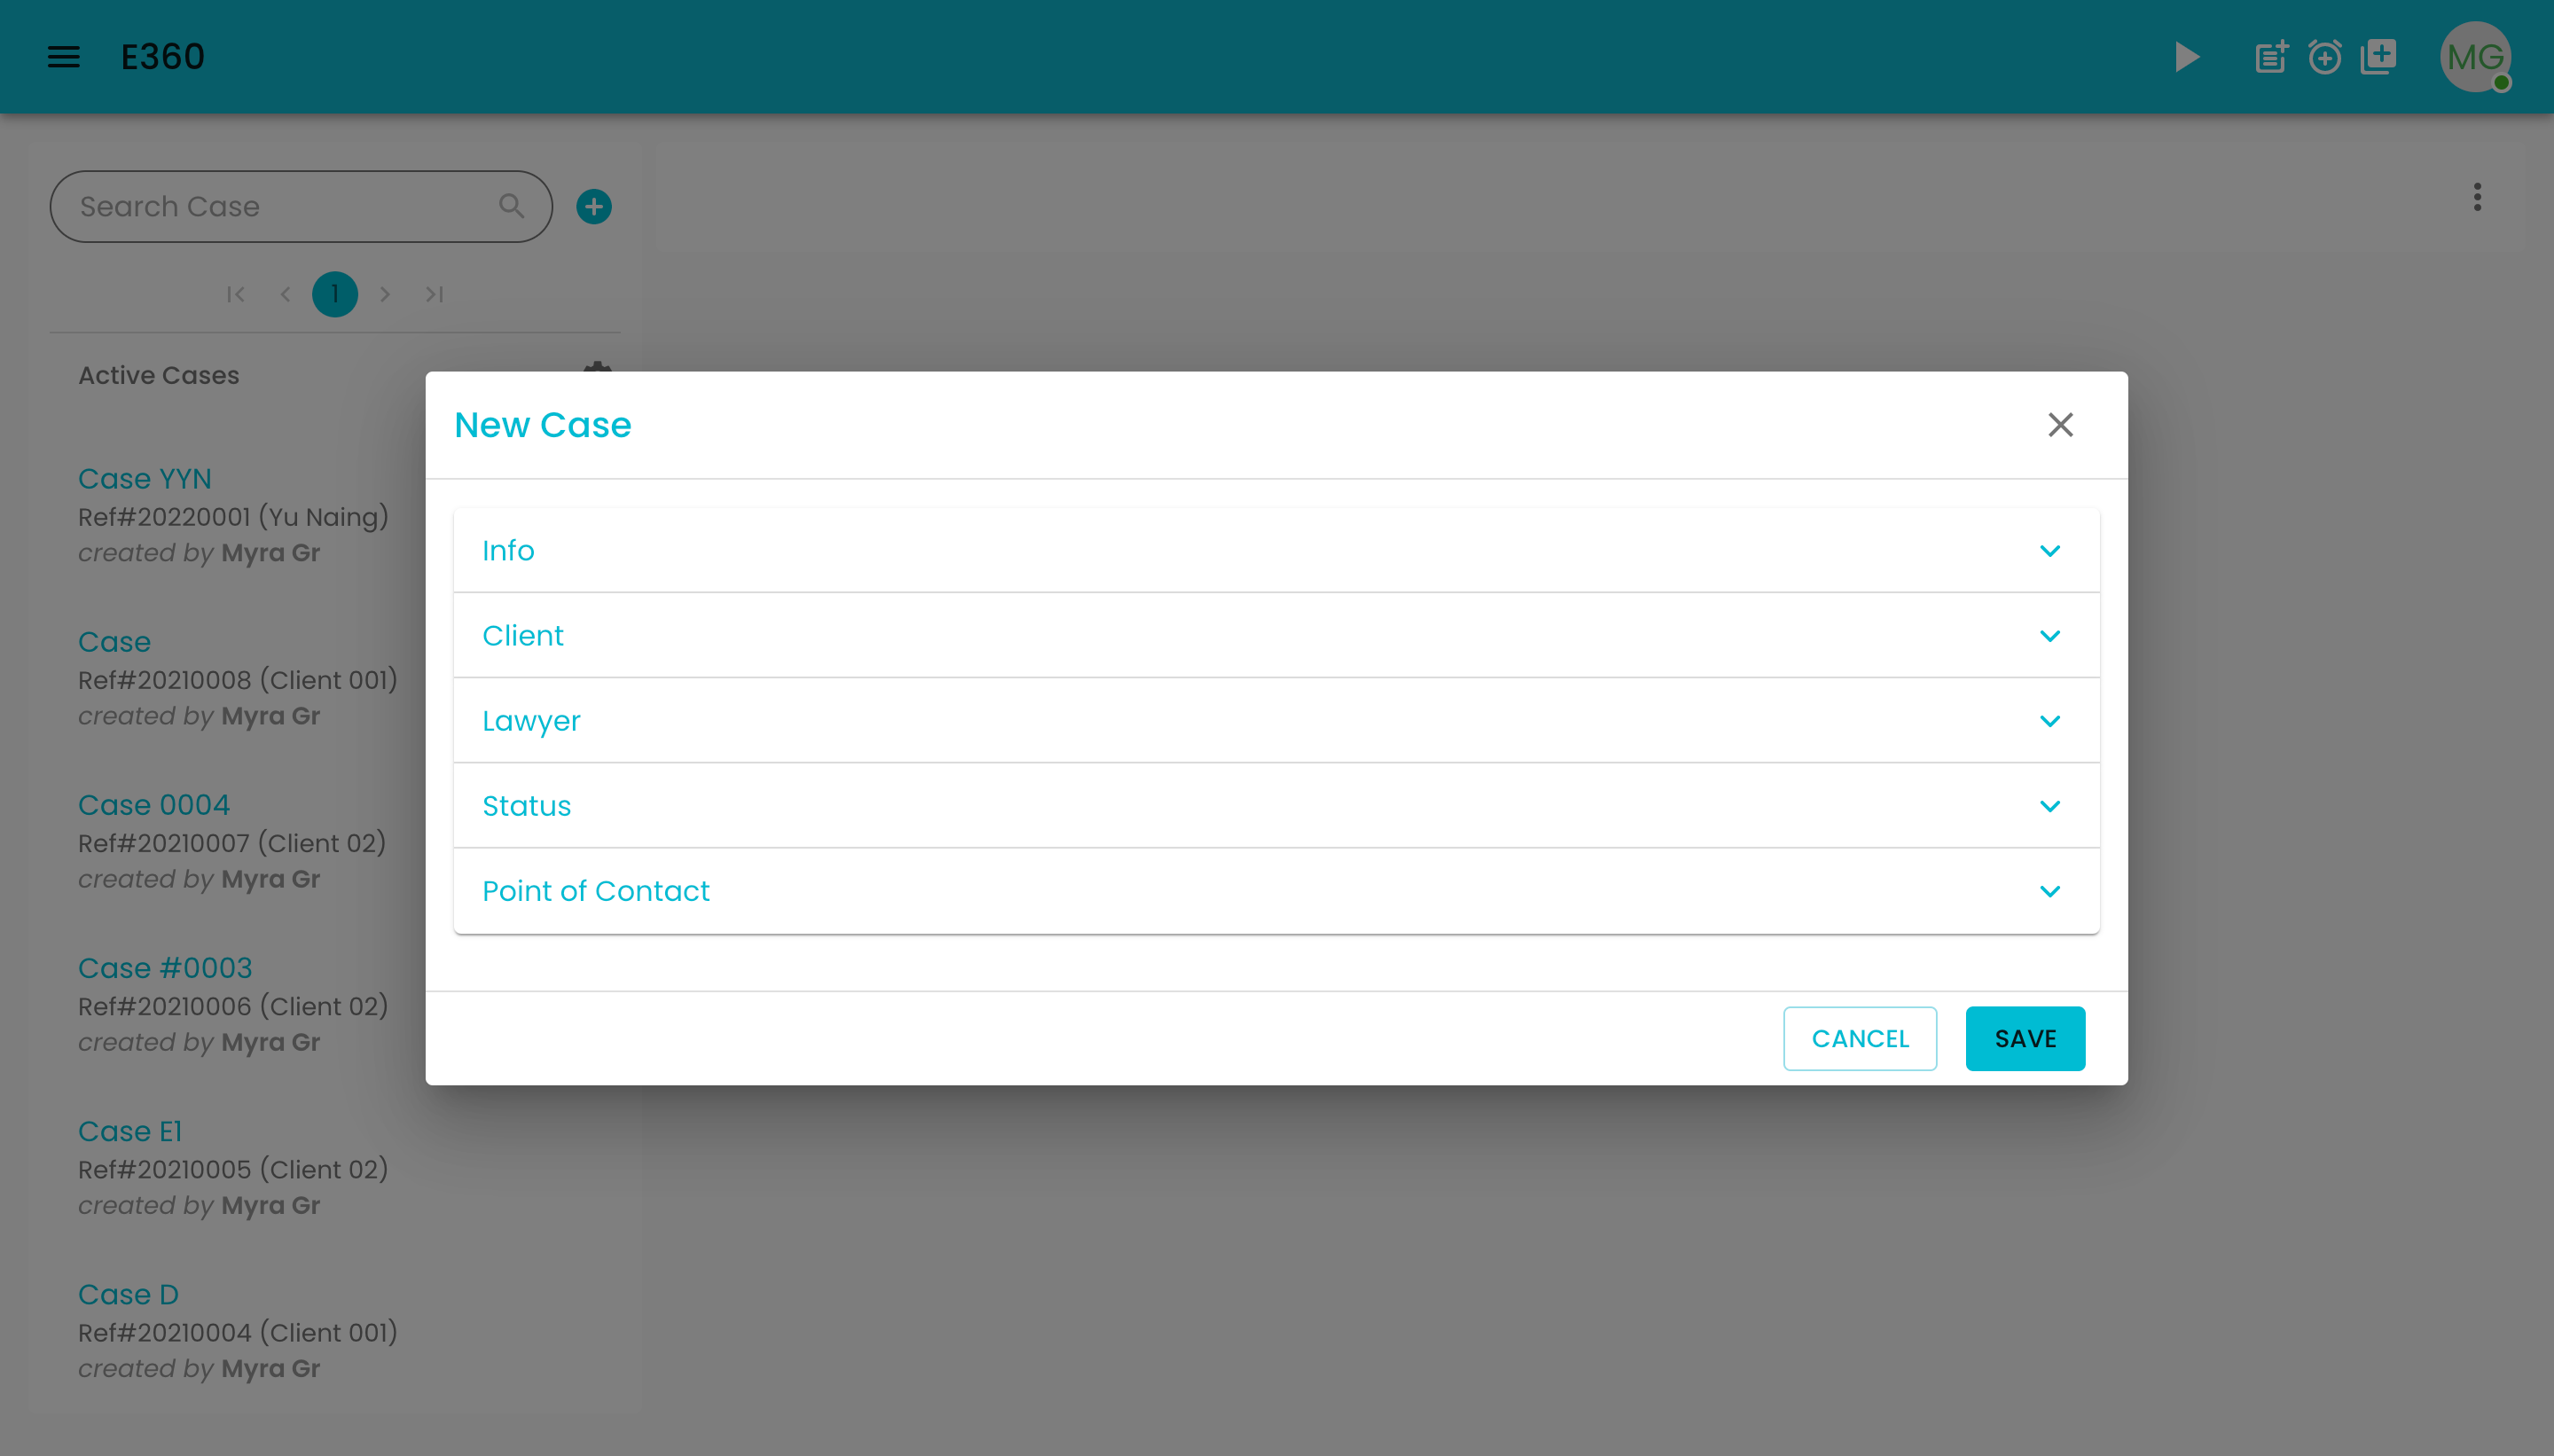 E360
MG
Search Case
1
Active Cases
Case YYN
Ref#20220001 (Yu Naing)
created by Myra Gr
Case
Ref#20210008 (Client 001)
created by Myra Gr
Case 0004
Ref#20210007 (Client 02)
created by Myra Gr
Case #0003
Ref#20210006 (Client 02)
created by Myra Gr
Case E1
Ref#20210005 (Client 02)
created by Myra Gr
Case D
Ref#20210004 (Client 001)
created by Myra Gr
New Case
Info
Client
Lawyer
Status
Point of Contact
CANCEL
SAVE